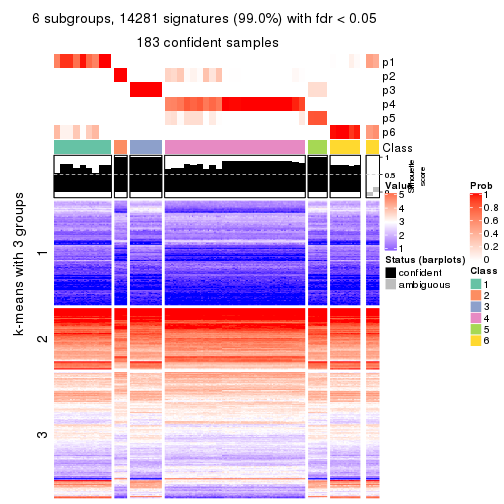 6 subgroups, 14281 signatures (99.0%) with fdr < 0.05
183 confident samples
p1
p2
p3
p4
p5
p6
Class
1
0.5
0
Silhouette
score
k-means with 3 groups
1
2
3
Value
5
4
3
2
1
Status (barplots)
confident
ambiguous
Prob
1
0.8
0.6
0.4
0.2
0
Class
1
2
3
4
5
6